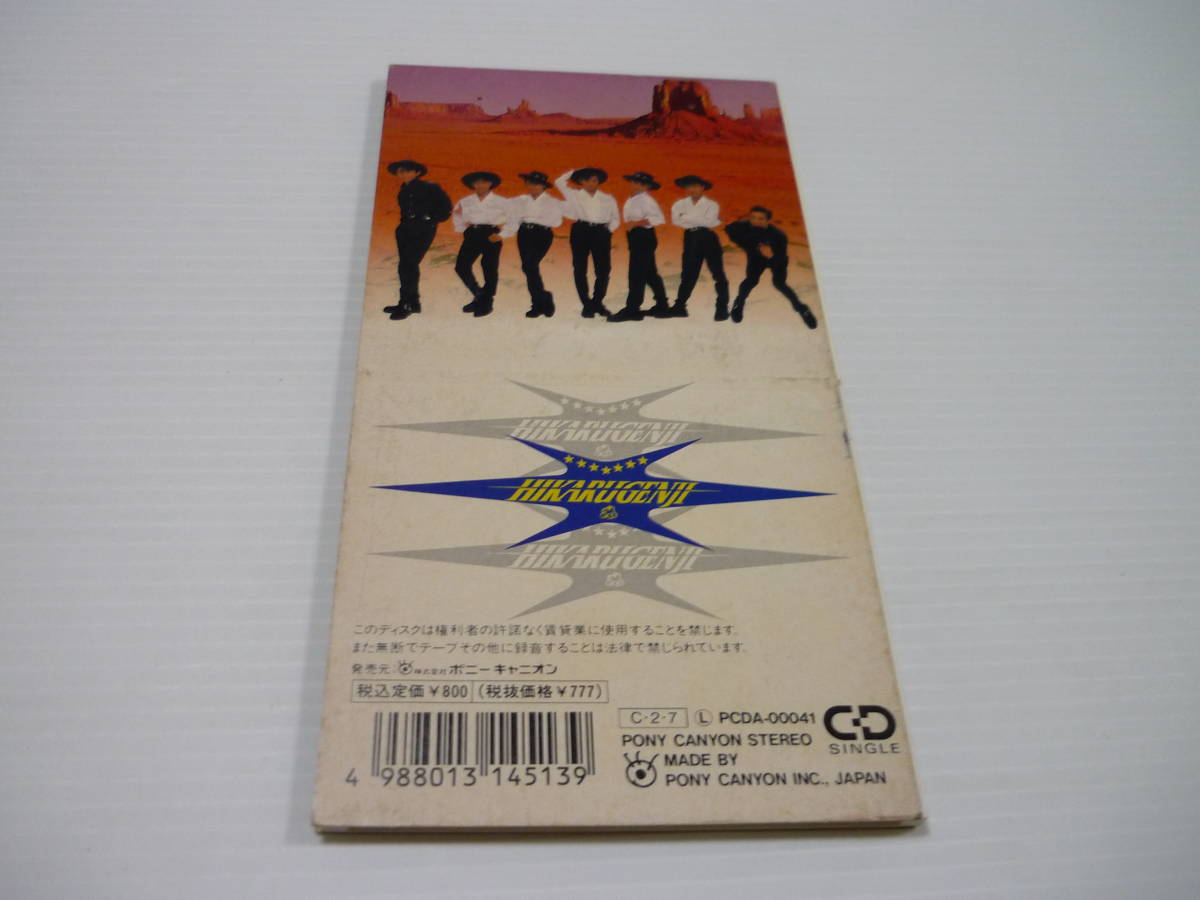 HIKARUGENJI
HIKARUGENJI
HIKARUGENJI
このディスクは権利者の許諾なく賃貸業に使用することを禁じます。
また無断でテープその他に録音することは法律で禁じられています。
発売元: 株式会社 ポニーキャニオン
税込定価¥800 (税抜価格¥777)
4 988013 145139
C・2・7 Ⓛ PCDA-00041
PONY CANYON STEREO
MADE BY
PONY CANYON INC., JAPAN
CD
SINGLE